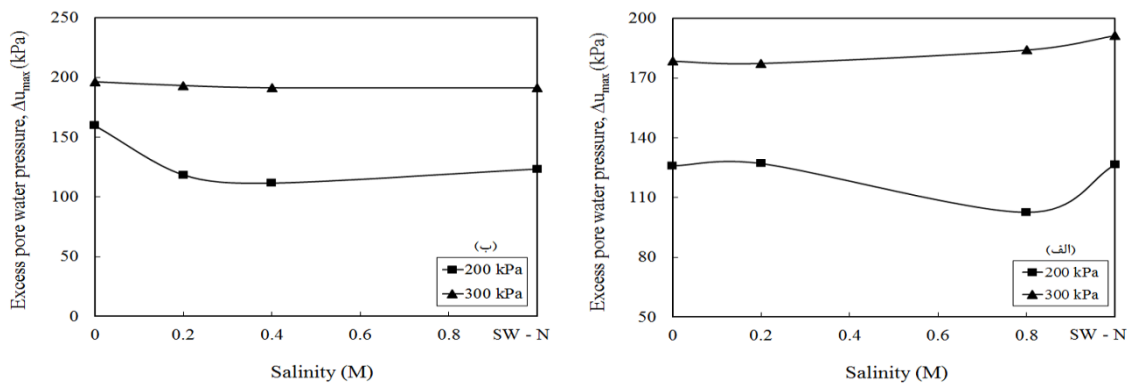 Excess pore water pressure, Δu_max (kPa)
250
200
150
100
50
0
0
0.2
0.4
0.6
0.8
SW - N
Salinity (M)
(ب)
200 kPa
300 kPa
Excess pore water pressure, Δu_max (kPa)
200
170
140
110
80
50
0
0.2
0.4
0.6
0.8
SW - N
Salinity (M)
(الف)
200 kPa
300 kPa